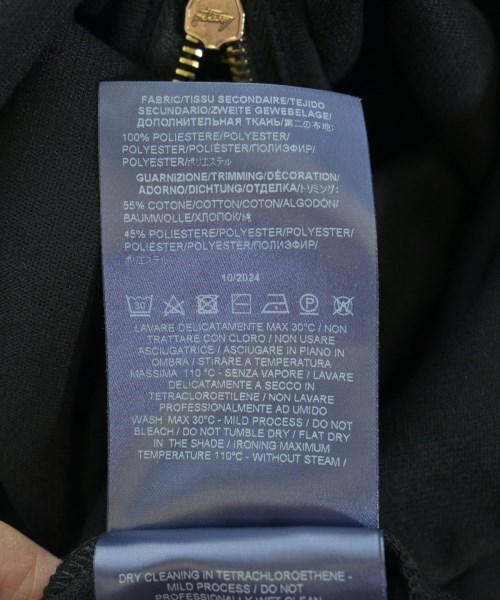 FABRIC/TISSU SECONDAIRE/TEJIDO
SECUNDARIO/ZWEITE GEWEBELAGE/
ДОПОЛНИТЕЛЬНАЯ ТКАНЬ/第二の布地:
100% POLIESTERE/POLYESTER/
POLYESTER/POLIÉSTER/ПОЛИЭФИР/
POLYESTER/ポリエステル
GUARNIZIONE/TRIMMING/DÉCORATION/
ADORNO/DICHTUNG/ОТДЕЛКА/トリミング:
55% COTONE/COTTON/COTON/ALGODÓN/
BAUMWOLLE/ХЛОПОК/綿
45% POLIESTERE/POLYESTER/POLYESTER/
POLIÉSTER/POLYESTER/ПОЛИЭФИР/
ポリエステル
10/2024
30
P
W
LAVARE DELICATAMENTE MAX 30°C / NON
TRATTARE CON CLORO / NON USARE
ASCIUGATRICE / ASCIUGARE IN PIANO IN
OMBRA / STIRARE A TEMPERATURA
MASSIMA 110 °C - SENZA VAPORE / LAVARE
DELICATAMENTE A SECCO IN
TETRACLOROETILENE / NON LAVARE
PROFESSIONALMENTE AD UMIDO
WASH MAX 30°C - MILD PROCESS / DO NOT
BLEACH / DO NOT TUMBLE DRY / FLAT DRY
IN THE SHADE / IRONING MAXIMUM
TEMPERATURE 110°C - WITHOUT STEAM /
DRY CLEANING IN TETRACHLOROETHENE -
MILD PROCESS / DO NOT
PROFESSIONALLY WET CLEAN